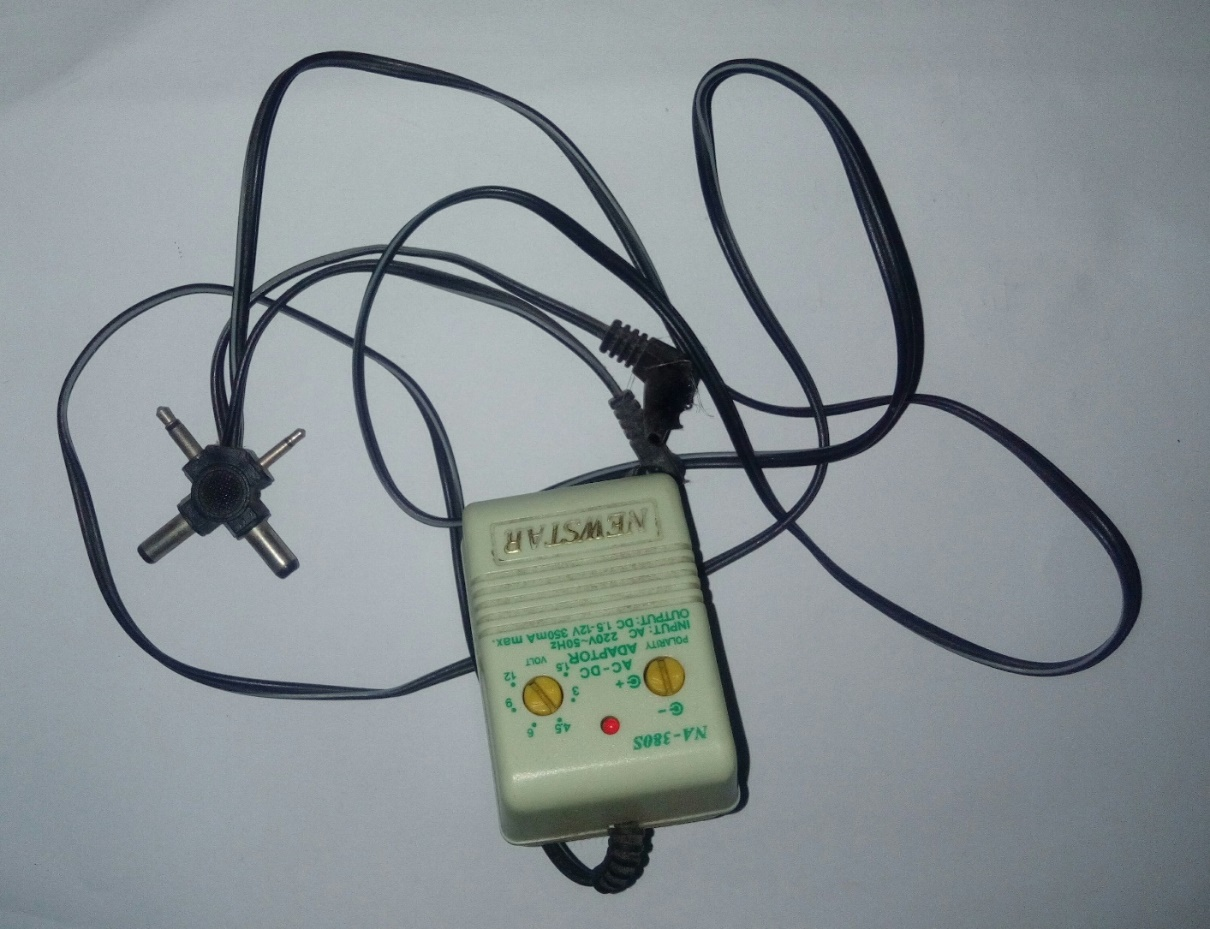 NA-380S
4.5
6
3
9
1.5
12
VOLT
POLARITY
-
+
AC-DC
ADAPTOR
INPUT: AC 220V~50Hz
OUTPUT: DC 1.5-12V 350mA max.
NEWSTAR